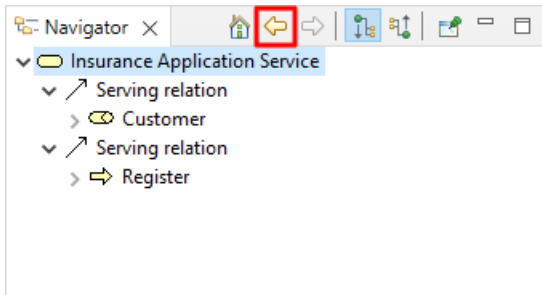 Navigator
Insurance Application Service
Serving relation
Customer
Serving relation
Register